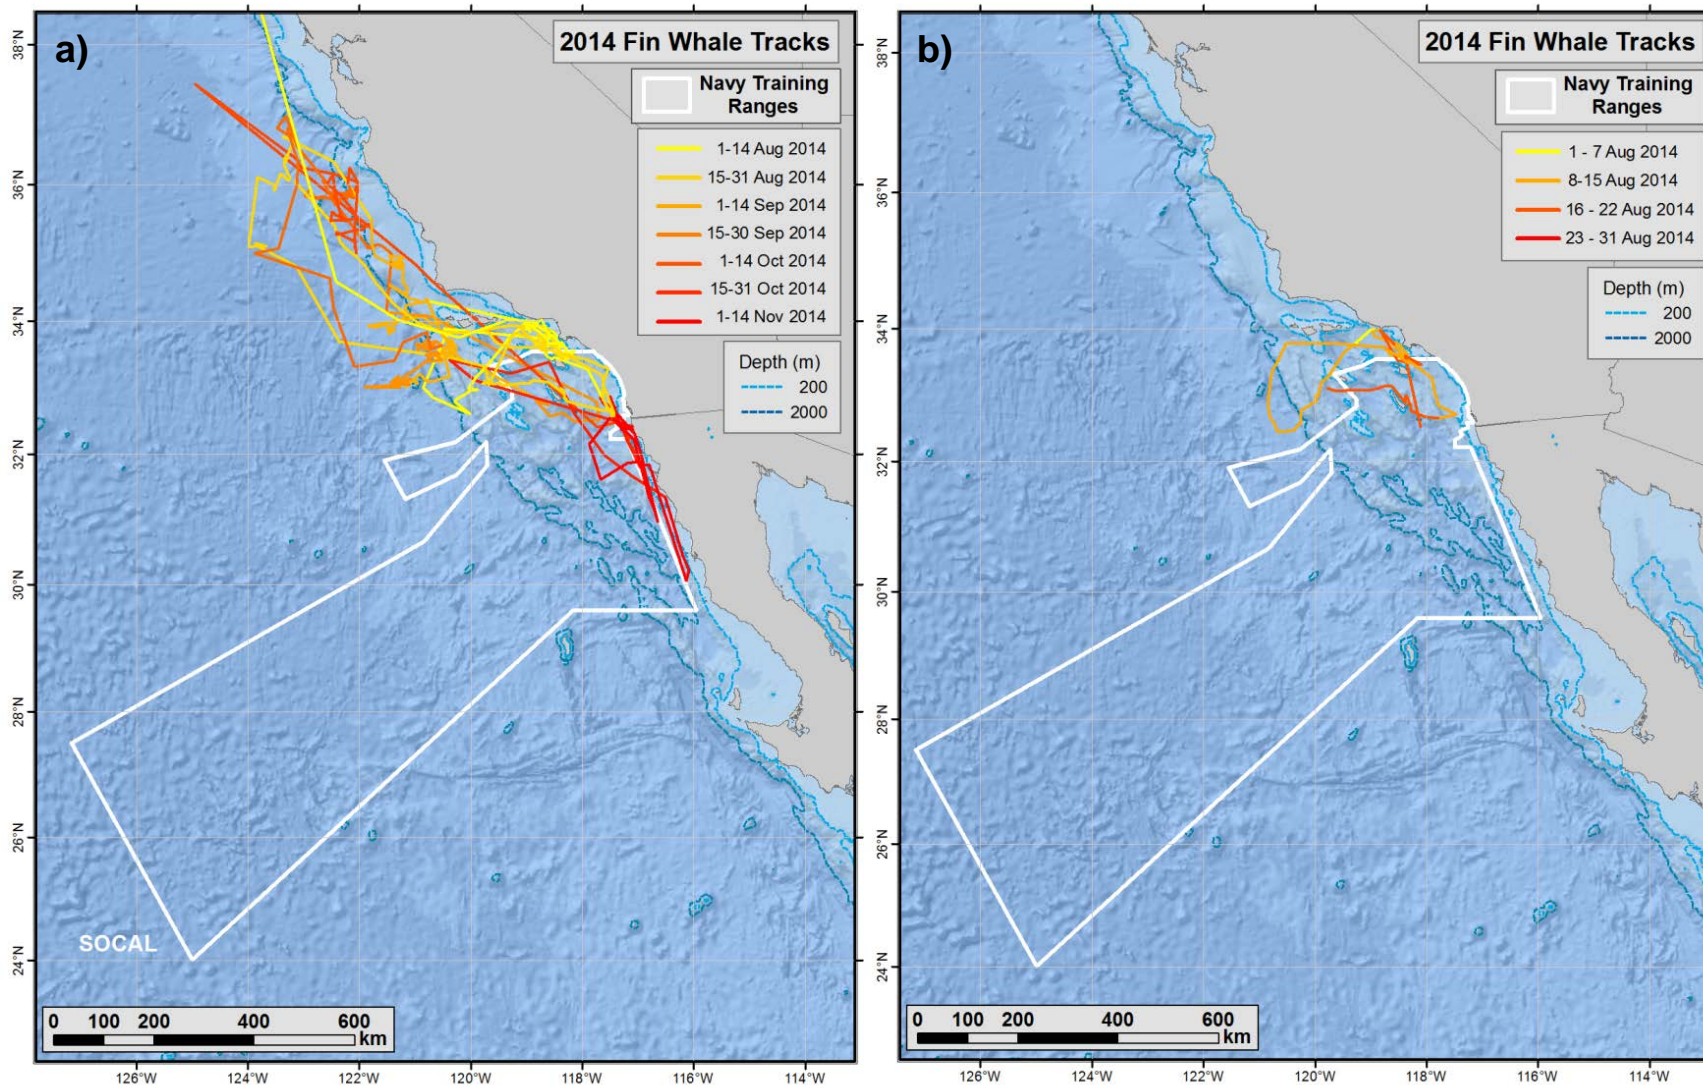 a)
2014 Fin Whale Tracks
Navy Training
Ranges
1-14 Aug 2014
15-31 Aug 2014
1-14 Sep 2014
15-30 Sep 2014
1-14 Oct 2014
15-31 Oct 2014
1-14 Nov 2014
Depth (m)
200
2000
38°N
36°N
34°N
32°N
30°N
28°N
26°N
24°N
SOCAL
0 100 200 400 600
km
126°W 124°W 122°W 120°W 118°W 116°W 114°W
b)
2014 Fin Whale Tracks
Navy Training
Ranges
1 - 7 Aug 2014
8-15 Aug 2014
16 - 22 Aug 2014
23 - 31 Aug 2014
Depth (m)
200
2000
38°N
36°N
34°N
32°N
30°N
28°N
26°N
24°N
0 100 200 400 600
km
126°W 124°W 122°W 120°W 118°W 116°W 114°W